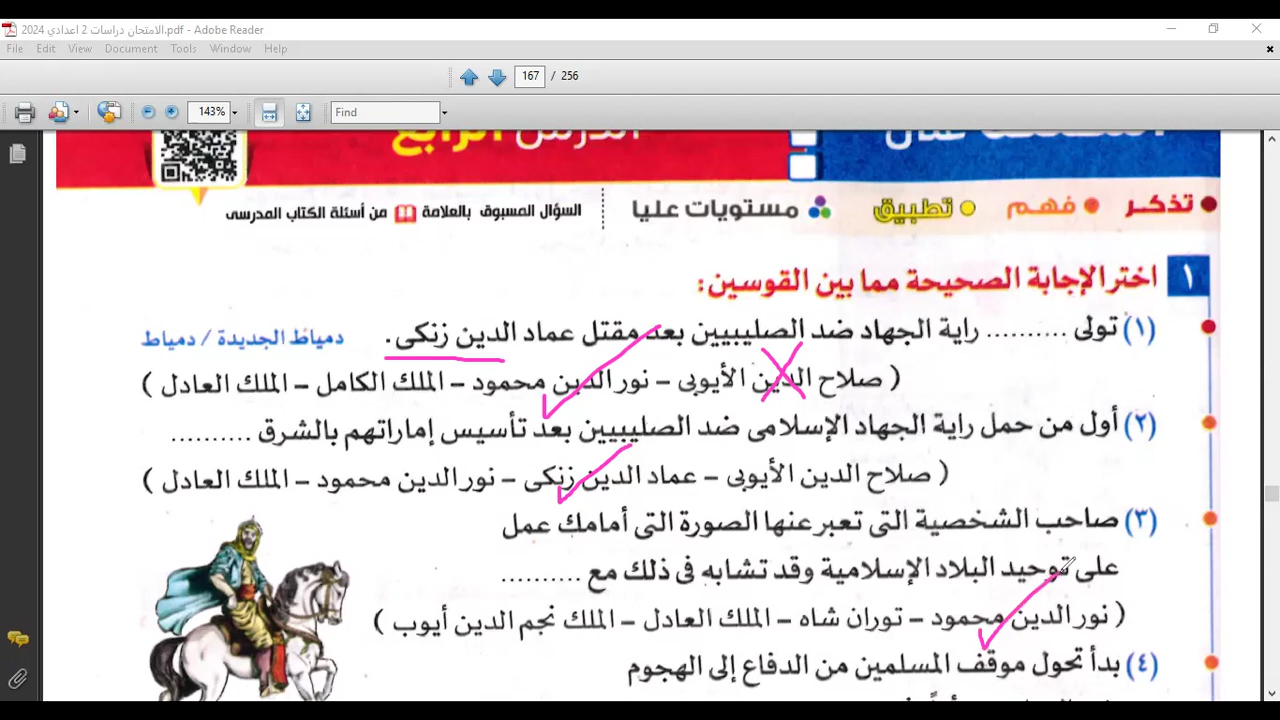 الامتحان دراسات 2 اعدادي 2024.pdf - Adobe Reader
File Edit View Document Tools Window Help
167 / 256
143% Find
الدرس الرابع
تذكر فهم تطبيق مستويات عليا السؤال المسبوق بالعلامة من أسئلة الكتاب المدرسى
١ اختر الإجابة الصحيحة مما بين القوسين:
(١) تولى .......... راية الجهاد ضد الصليبيين بعد مقتل عماد الدين زنكى. دمياط الجديدة / دمياط
( صلاح الدين الأيوبى – نور الدين محمود – الملك الكامل – الملك العادل )
(٢) أول من حمل راية الجهاد الإسلامى ضد الصليبيين بعد تأسيس إماراتهم بالشرق ..........
( صلاح الدين الأيوبى – عماد الدين زنكى – نور الدين محمود – الملك العادل )
(٣) صاحب الشخصية التى تعبر عنها الصورة التى أمامك عمل
على توحيد البلاد الإسلامية وقد تشابه فى ذلك مع ..........
( نور الدين محمود – توران شاه – الملك العادل – الملك نجم الدين أيوب )
(٤) بدأ تحول موقف المسلمين من الدفاع إلى الهجوم